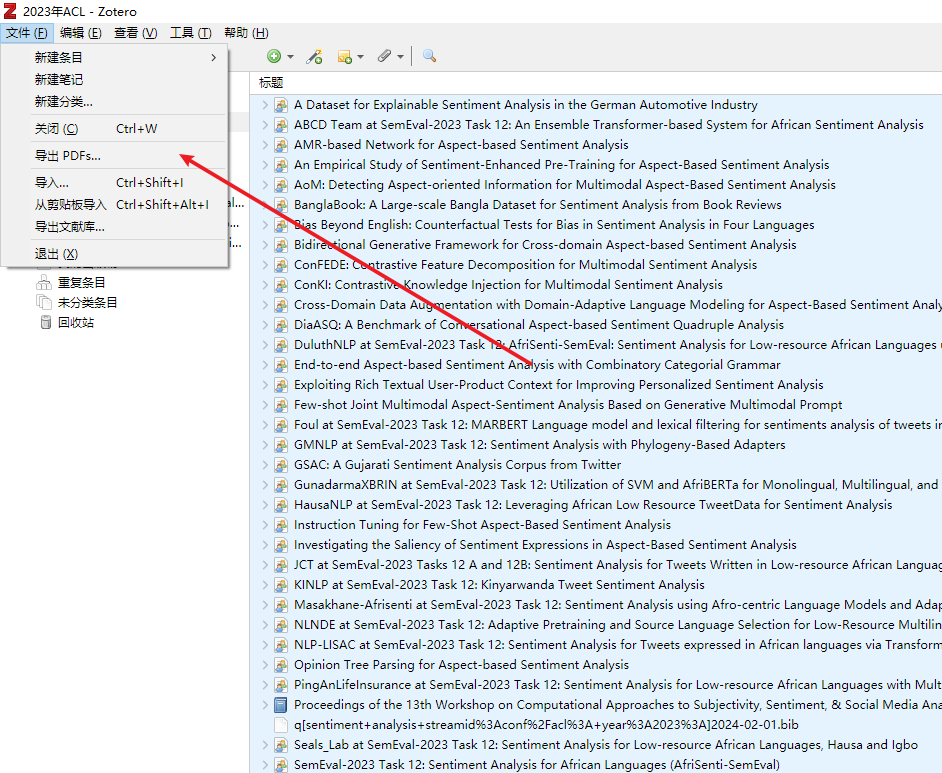 2023年ACL - Zotero
文件 (F) 编辑 (E) 查看 (V) 工具 (T) 帮助 (H)
新建条目
新建笔记
新建分类...
关闭 (C) Ctrl+W
导出 PDFs...
导入... Ctrl+Shift+I
从剪贴板导入 Ctrl+Shift+Alt+I
导出文献库...
退出 (X)
al...
...
i...
重复条目
未分类条目
回收站
标题
A Dataset for Explainable Sentiment Analysis in the German Automotive Industry
ABCD Team at SemEval-2023 Task 12: An Ensemble Transformer-based System for African Sentiment Analysis
AMR-based Network for Aspect-based Sentiment Analysis
An Empirical Study of Sentiment-Enhanced Pre-Training for Aspect-Based Sentiment Analysis
AoM: Detecting Aspect-oriented Information for Multimodal Aspect-Based Sentiment Analysis
BanglaBook: A Large-scale Bangla Dataset for Sentiment Analysis from Book Reviews
Bias Beyond English: Counterfactual Tests for Bias in Sentiment Analysis in Four Languages
Bidirectional Generative Framework for Cross-domain Aspect-based Sentiment Analysis
ConFEDE: Contrastive Feature Decomposition for Multimodal Sentiment Analysis
ConKI: Contrastive Knowledge Injection for Multimodal Sentiment Analysis
Cross-Domain Data Augmentation with Domain-Adaptive Language Modeling for Aspect-Based Sentiment Analy
DiaASQ: A Benchmark of Conversational Aspect-based Sentiment Quadruple Analysis
DuluthNLP at SemEval-2023 Task 12: AfriSenti-SemEval: Sentiment Analysis for Low-resource African Languages u
End-to-end Aspect-based Sentiment Analysis with Combinatory Categorial Grammar
Exploiting Rich Textual User-Product Context for Improving Personalized Sentiment Analysis
Few-shot Joint Multimodal Aspect-Sentiment Analysis Based on Generative Multimodal Prompt
Foul at SemEval-2023 Task 12: MARBERT Language model and lexical filtering for sentiments analysis of tweets in
GMNLP at SemEval-2023 Task 12: Sentiment Analysis with Phylogeny-Based Adapters
GSAC: A Gujarati Sentiment Analysis Corpus from Twitter
GunadarmaXBRIN at SemEval-2023 Task 12: Utilization of SVM and AfriBERTa for Monolingual, Multilingual, and
HausaNLP at SemEval-2023 Task 12: Leveraging African Low Resource TweetData for Sentiment Analysis
Instruction Tuning for Few-Shot Aspect-Based Sentiment Analysis
Investigating the Saliency of Sentiment Expressions in Aspect-Based Sentiment Analysis
JCT at SemEval-2023 Tasks 12 A and 12B: Sentiment Analysis for Tweets Written in Low-resource African Languag
KINLP at SemEval-2023 Task 12: Kinyarwanda Tweet Sentiment Analysis
Masakhane-Afrisenti at SemEval-2023 Task 12: Sentiment Analysis using Afro-centric Language Models and Adap
NLNDE at SemEval-2023 Task 12: Adaptive Pretraining and Source Language Selection for Low-Resource Multilin
NLP-LISAC at SemEval-2023 Task 12: Sentiment Analysis for Tweets expressed in African languages via Transform
Opinion Tree Parsing for Aspect-based Sentiment Analysis
PingAnLifeInsurance at SemEval-2023 Task 12: Sentiment Analysis for Low-resource African Languages with Mult
Proceedings of the 13th Workshop on Computational Approaches to Subjectivity, Sentiment, & Social Media Ana
q[sentiment+analysis+streamid%3Aconf%2Facl%3A+year%3A2023%3A]2024-02-01.bib
Seals_Lab at SemEval-2023 Task 12: Sentiment Analysis for Low-resource African Languages, Hausa and Igbo
SemEval-2023 Task 12: Sentiment Analysis for African Languages (AfriSenti-SemEval)